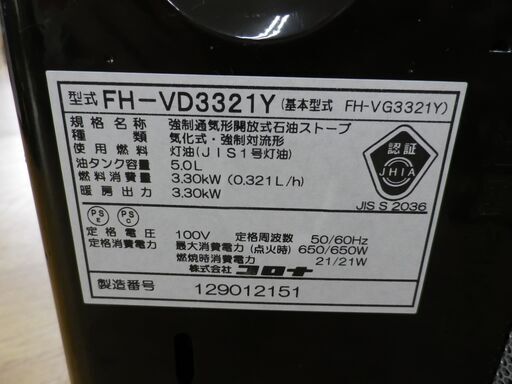 型式 FH-VD3321Y (基本型式 FH-VG3321Y)
規格名称 強制通気形開放式石油ストーブ
種類 気化式・強制対流形
使用燃料 灯油(JIS1号灯油)
油タンク容量 5.0L
燃料消費量 3.30kW (0.321L/h)
暖房出力 3.30kW
認証
JHIA
JIS S 2036
PS E PS C
定格電圧 100V 定格周波数 50/60Hz
定格消費電力 最大消費電力 (点火時) 650/650W
燃焼時消費電力 21/21W
株式会社 コロナ
製造番号 129012151